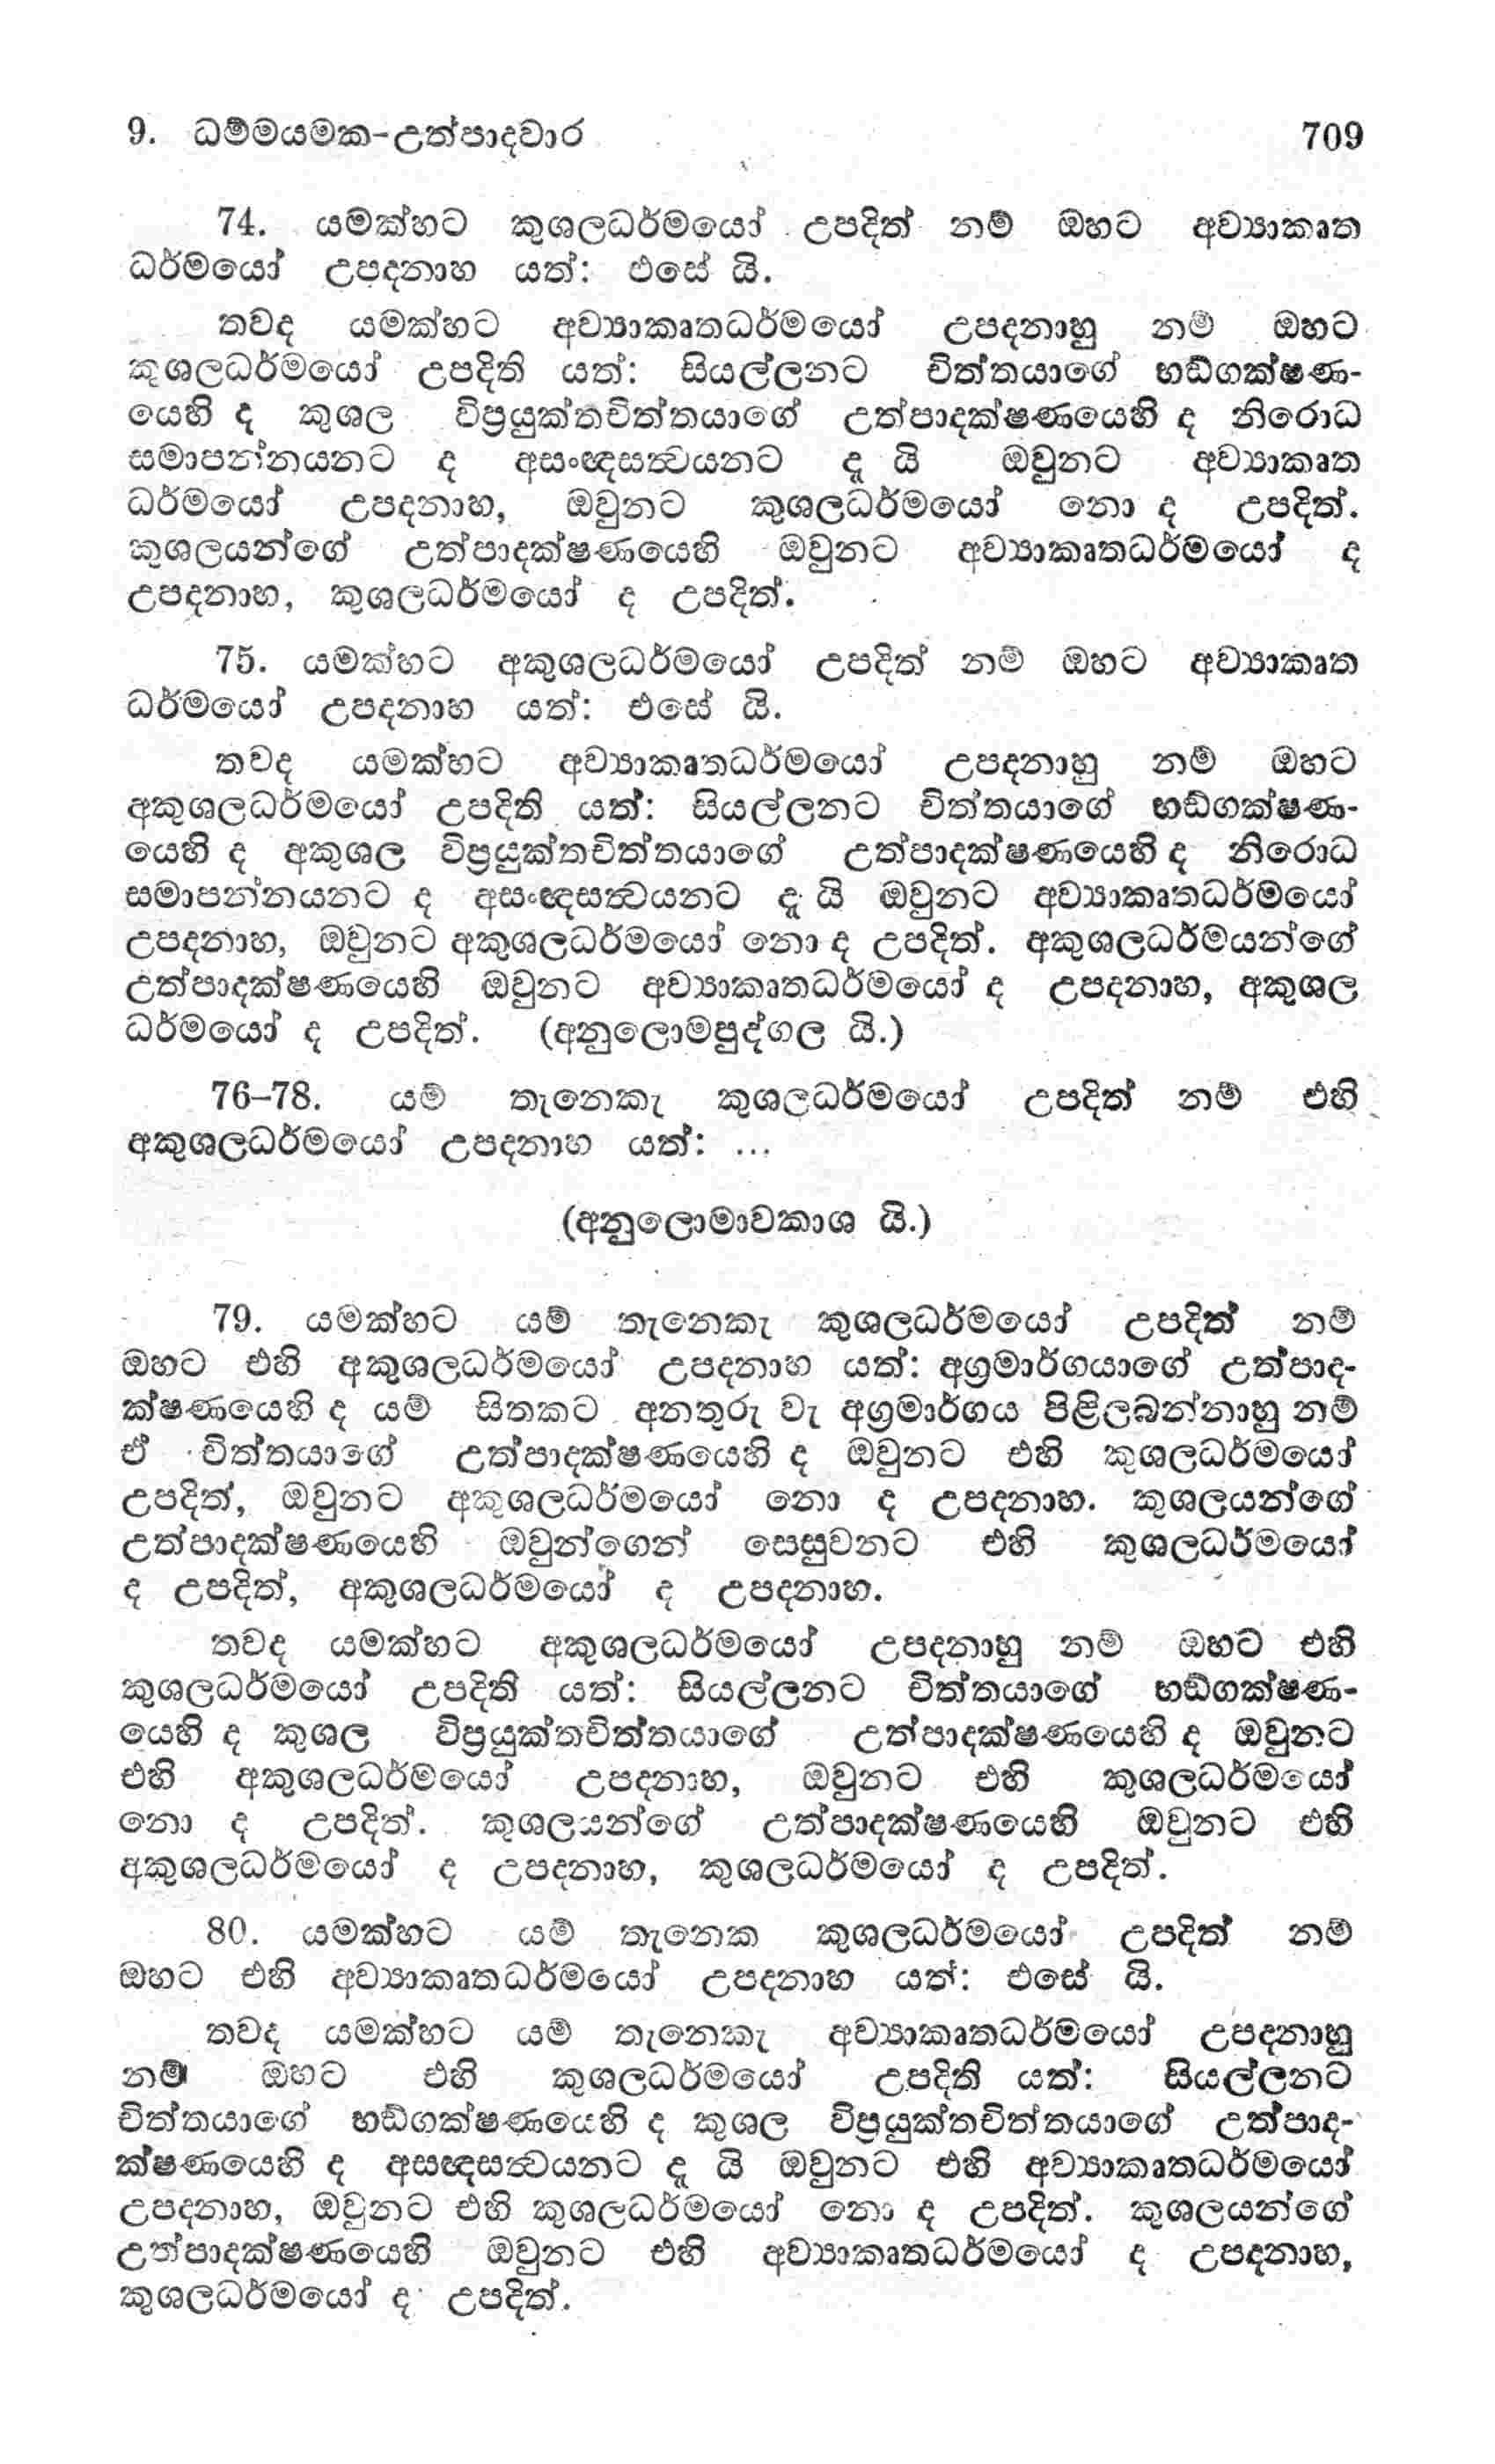 9. ධම්මයමක-උත්පාදවාර 709
74. යමක්හට කුශලධර්මයෝ උපදිත් නම් ඔහට අව්‍යාකෘත
ධර්මයෝ උපදනාහ යත්: එසේ යි.
තවද යමක්හට අව්‍යාකෘතධර්මයෝ උපදනාහු නම් ඔහට
කුශලධර්මයෝ උපදිති යත්: සියල්ලනට චිත්තයාගේ භඞ්ගක්ෂණ-
යෙහි ද කුශල විප්‍රයුක්තචිත්තයාගේ උත්පාදක්ෂණයෙහි ද නිරොධ
සමාපන්නයනට ද අසංඥසත්‍වයනට දැ යි ඔවුනට අව්‍යාකෘත
ධර්මයෝ උපදනාහ, ඔවුනට කුශලධර්මයෝ නො ද උපදිත්.
කුශලයන්ගේ උත්පාදක්ෂණයෙහි ඔවුනට අව්‍යාකෘතධර්මයෝ ද
උපදනාහ, කුශලධර්මයෝ ද උපදිත්.
75. යමක්හට අකුශලධර්මයෝ උපදිත් නම් ඔහට අව්‍යාකෘත
ධර්මයෝ උපදනාහ යත්: එසේ යි.
තවද යමක්හට අව්‍යාකෘතධර්මයෝ උපදනාහු නම් ඔහට
අකුශලධර්මයෝ උපදිති යත්: සියල්ලනට චිත්තයාගේ භඞ්ගක්ෂණ-
යෙහි ද අකුශල විප්‍රයුක්තචිත්තයාගේ උත්පාදක්ෂණයෙහි ද නිරොධ
සමාපන්නයනට ද අසංඥසත්‍වයනට දැ යි ඔවුනට අව්‍යාකෘතධර්මයෝ
උපදනාහ, ඔවුනට අකුශලධර්මයෝ නො ද උපදිත්. අකුශලධර්මයන්ගේ
උත්පාදක්ෂණයෙහි ඔවුනට අව්‍යාකෘතධර්මයෝ ද උපදනාහ, අකුශල
ධර්මයෝ ද උපදිත්. (අනුලොමපුද්ගල යි.)
76–78. යම් තැනෙකැ කුශලධර්මයෝ උපදිත් නම් එහි
අකුශලධර්මයෝ උපදනාහ යත්: ...
(අනුලොමාවකාශ යි.)
79. යමක්හට යම් තැනෙකැ කුශලධර්මයෝ උපදිත් නම්
ඔහට එහි අකුශලධර්මයෝ උපදනාහ යත්: අග්‍රමාර්ගයාගේ උත්පාද-
ක්ෂණයෙහි ද යම් සිතකට අනතුරු වැ අග්‍රමාර්ගය පිළිලබන්නාහු නම්
ඒ චිත්තයාගේ උත්පාදක්ෂණයෙහි ද ඔවුනට එහි කුශලධර්මයෝ
උපදිත්, ඔවුනට අකුශලධර්මයෝ නො ද උපදනාහ. කුශලයන්ගේ
උත්පාදක්ෂණයෙහි ඔවුන්ගෙන් සෙසුවනට එහි කුශලධර්මයෝ
ද උපදිත්, අකුශලධර්මයෝ ද උපදනාහ.
තවද යමක්හට අකුශලධර්මයෝ උපදනාහු නම් ඔහට එහි
කුශලධර්මයෝ උපදිති යත්: සියල්ලනට චිත්තයාගේ භඞ්ගක්ෂණ-
යෙහි ද කුශල විප්‍රයුක්තචිත්තයාගේ උත්පාදක්ෂණයෙහි ද ඔවුනට
එහි අකුශලධර්මයෝ උපදනාහ, ඔවුනට එහි කුශලධර්මයෝ
නො ද උපදිත්. කුශලයන්ගේ උත්පාදක්ෂණයෙහි ඔවුනට එහි
අකුශලධර්මයෝ ද උපදනාහ, කුශලධර්මයෝ ද උපදිත්.
80. යමක්හට යම් තැනෙක කුශලධර්මයෝ උපදිත් නම්
ඔහට එහි අව්‍යාකෘතධර්මයෝ උපදනාහ යත්: එසේ යි.
තවද යමක්හට යම් තැනෙකැ අව්‍යාකෘතධර්මයෝ උපදනාහු
නම් ඔහට එහි කුශලධර්මයෝ උපදිති යත්: සියල්ලනට
චිත්තයාගේ භඞ්ගක්ෂණයෙහි ද කුශල විප්‍රයුක්තචිත්තයාගේ උත්පාද-
ක්ෂණයෙහි ද අසඥසත්‍වයනට දැ යි ඔවුනට එහි අව්‍යාකෘතධර්මයෝ
උපදනාහ, ඔවුනට එහි කුශලධර්මයෝ නො ද උපදිත්. කුශලයන්ගේ
උත්පාදක්ෂණයෙහි ඔවුනට එහි අව්‍යාකෘතධර්මයෝ ද උපදනාහ,
කුශලධර්මයෝ ද උපදිත්.